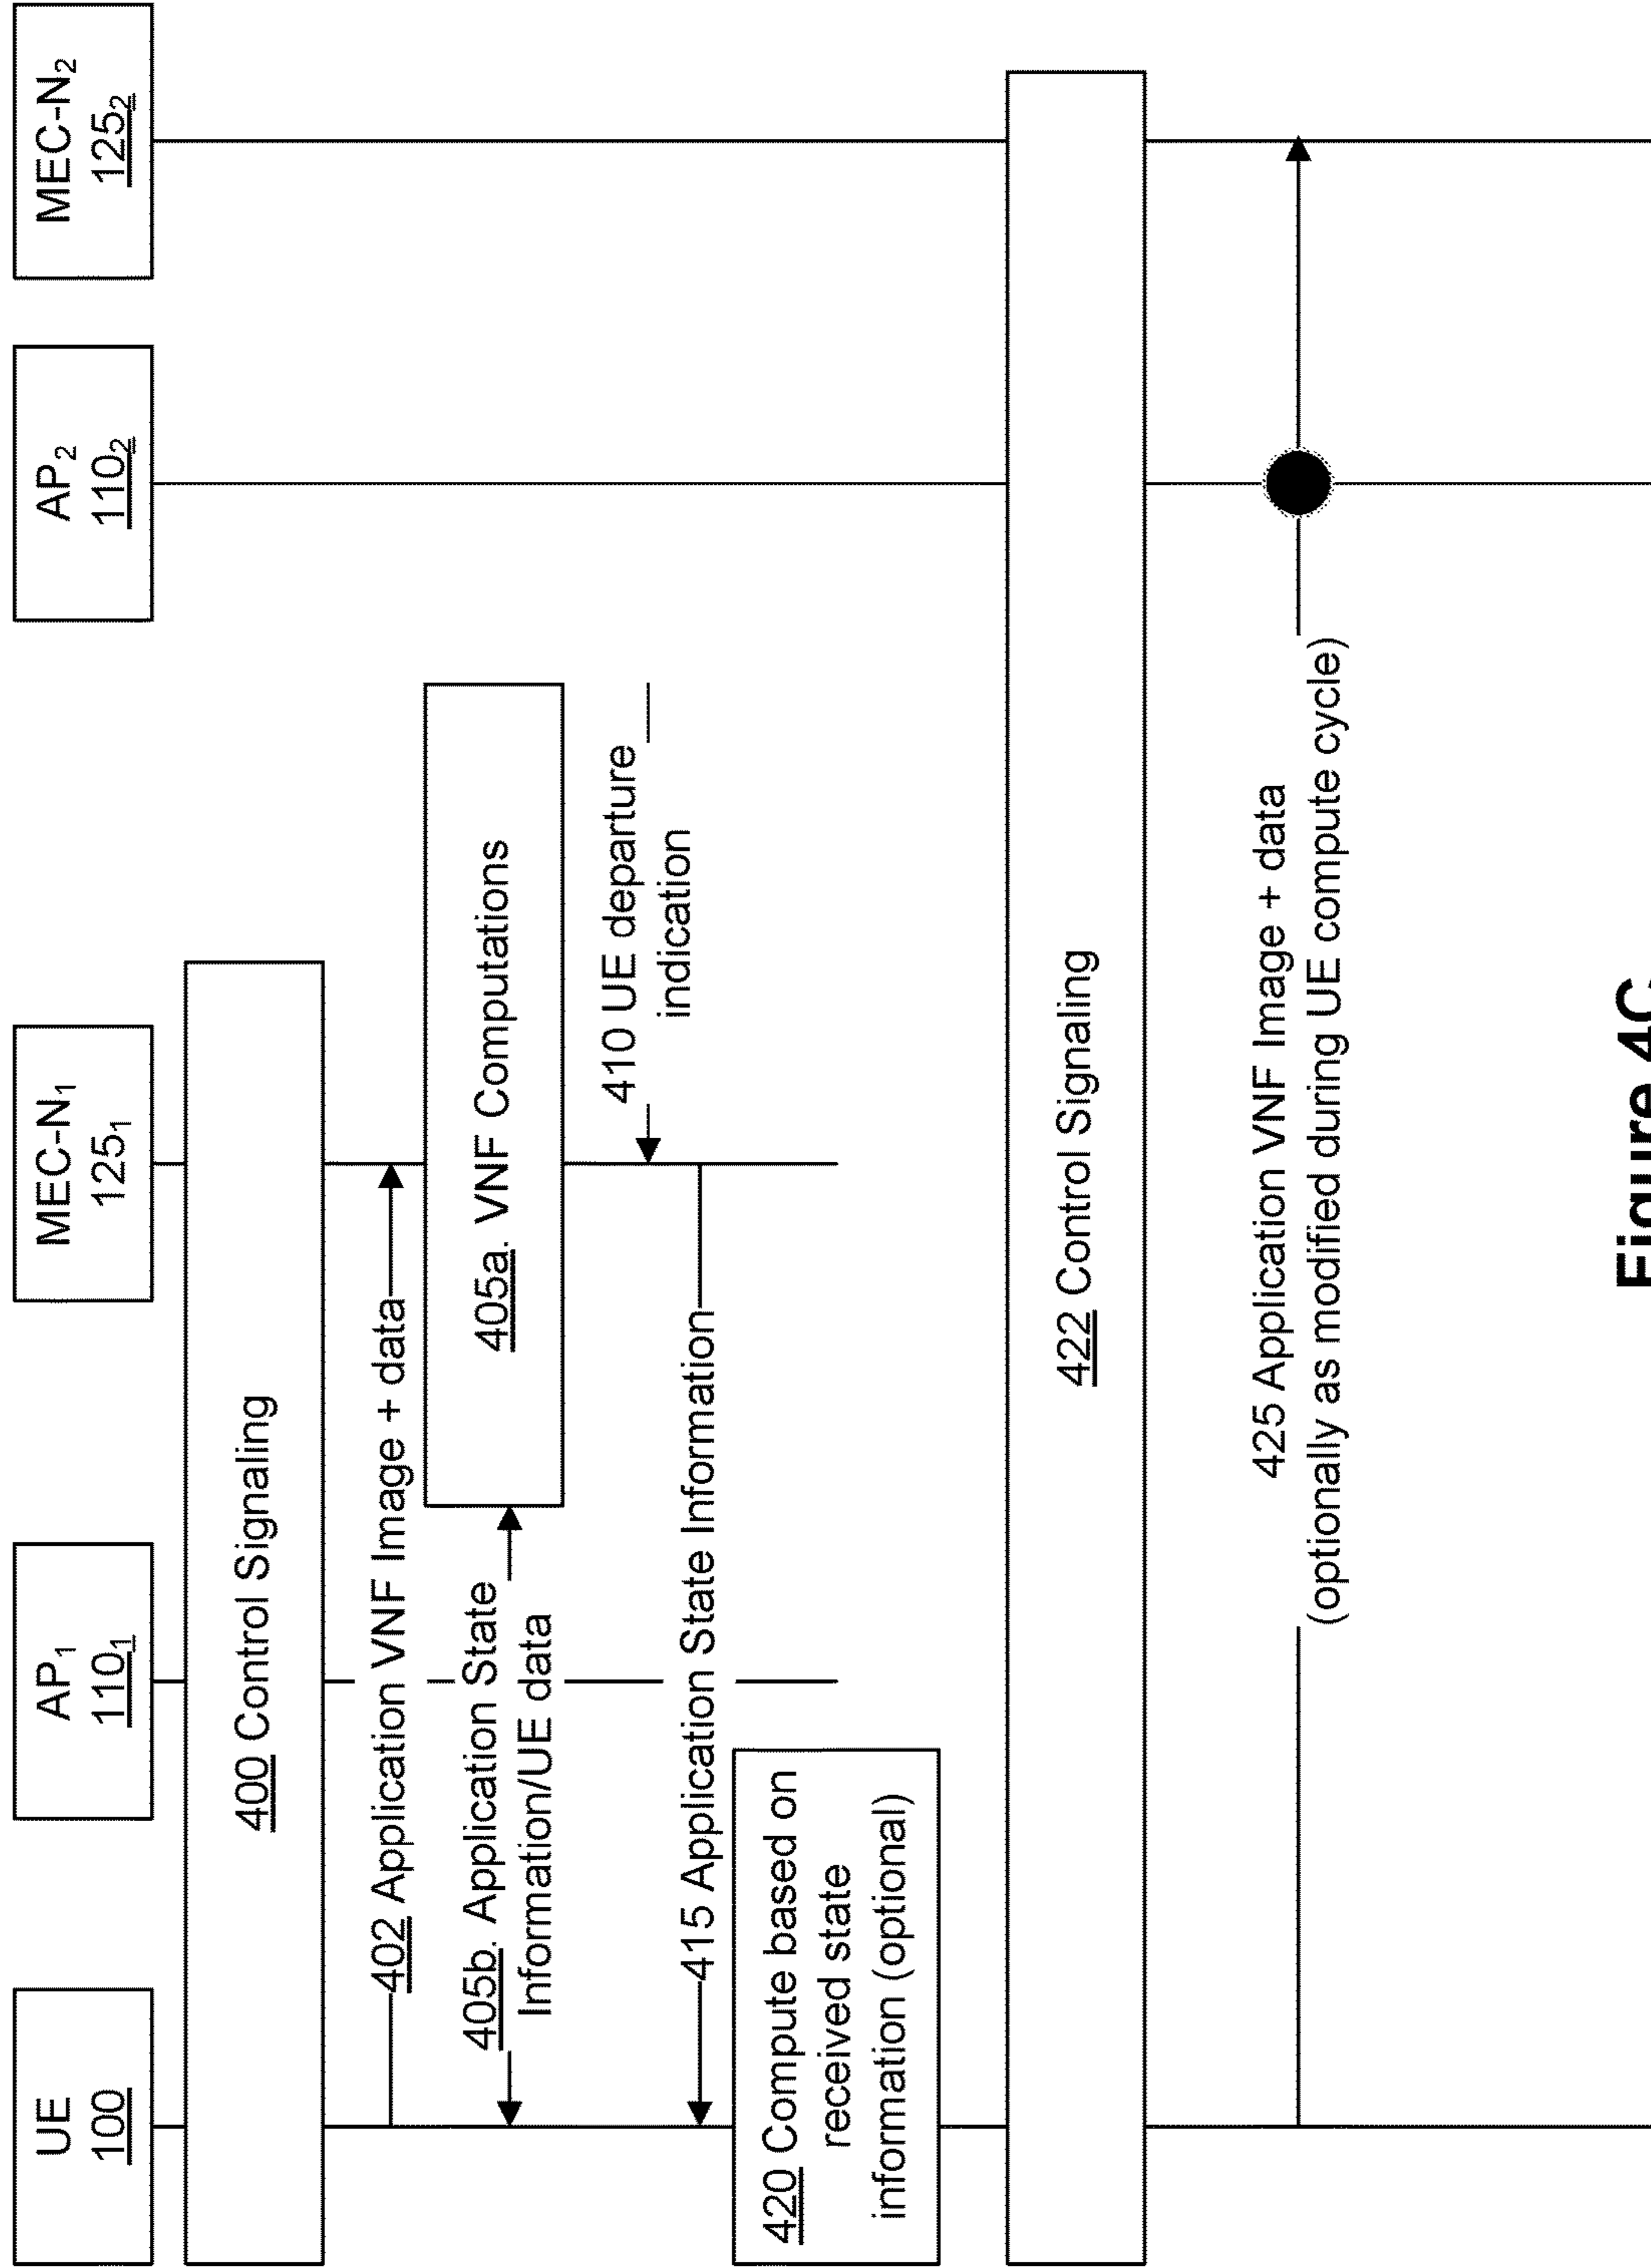 UE
100
AP₁
110₁
MEC-N₁
125₁
AP₂
110₂
MEC-N₂
125₂
400 Control Signaling
402 Application VNF Image + data
405a. VNF Computations
405b. Application State
Information/UE data
410 UE departure
indication
415 Application State Information
420 Compute based on
received state
information (optional)
422 Control Signaling
425 Application VNF Image + data
(optionally as modified during UE compute cycle)
Figure 4C